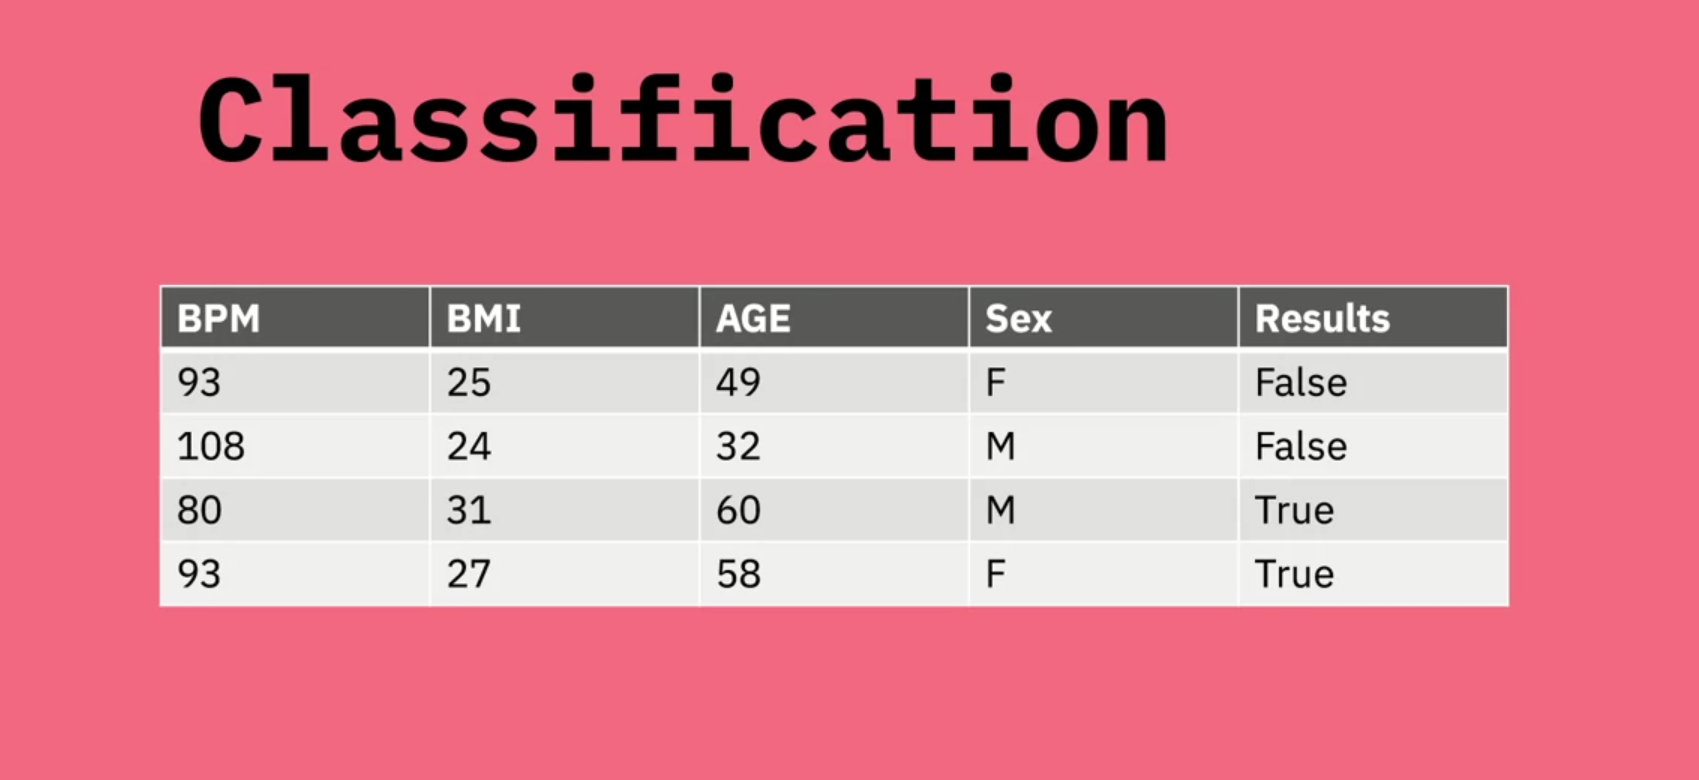 Classification
BPM BMI AGE Sex Results
93 25 49 F False
108 24 32 M False
80 31 60 M True
93 27 58 F True